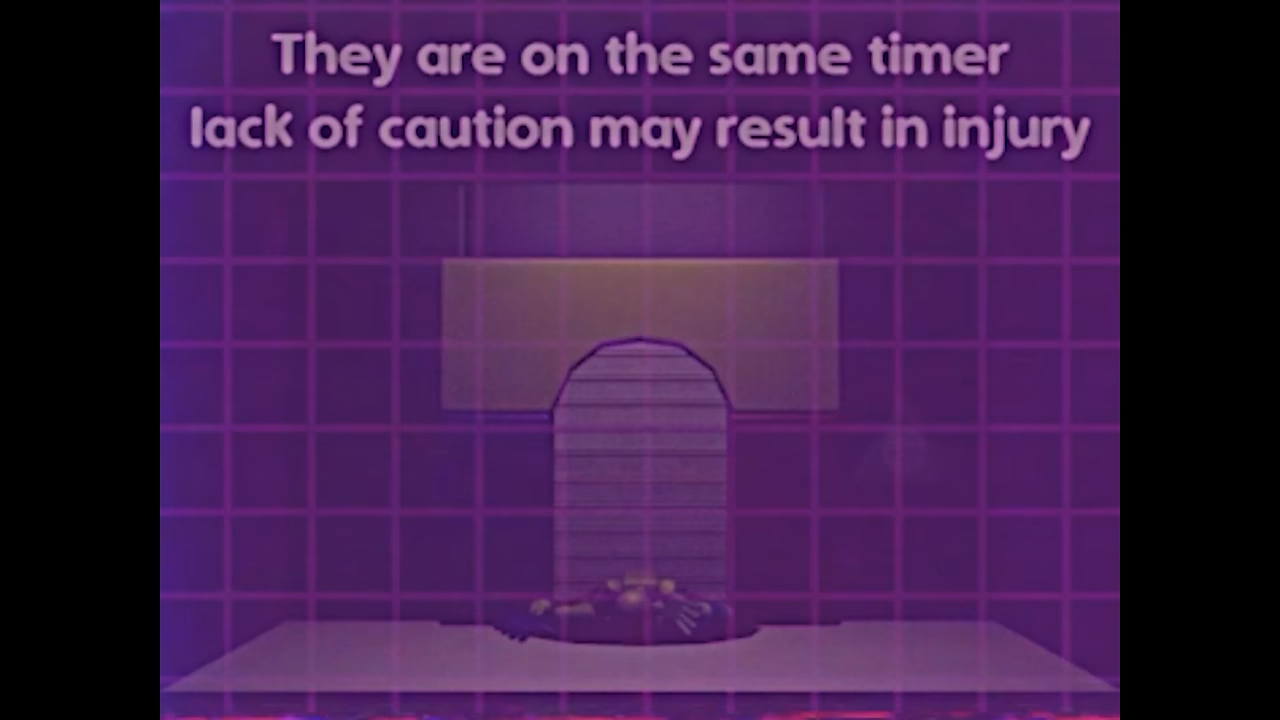 They are on the same timer
lack of caution may result in injury